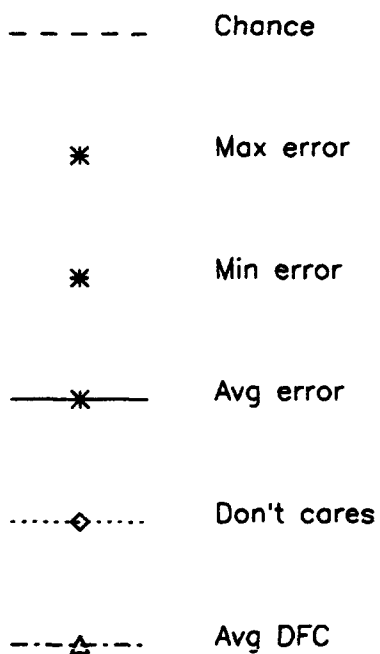 Chance
Max error
Min error
Avg error
Don't cares
Avg DFC